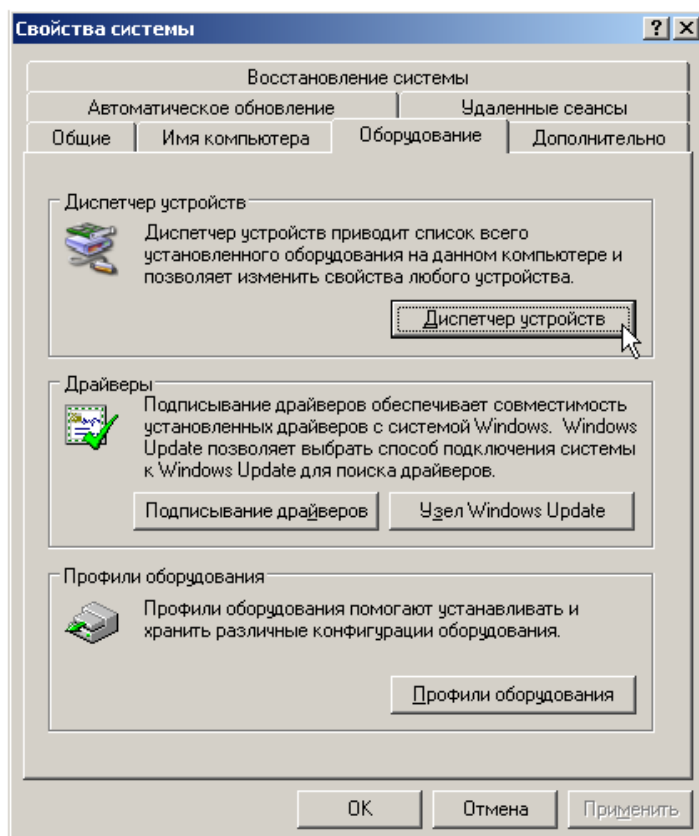 Свойства системы
Восстановление системы
Автоматическое обновление
Удаленные сеансы
Общие
Имя компьютера
Оборудование
Дополнительно
Диспетчер устройств
Диспетчер устройств приводит список всего
установленного оборудования на данном компьютере и
позволяет изменить свойства любого устройства.
Диспетчер устройств
Драйверы
Подписывание драйверов обеспечивает совместимость
установленных драйверов с системой Windows. Windows
Update позволяет выбрать способ подключения системы
к Windows Update для поиска драйверов.
Подписывание драйверов
Узел Windows Update
Профили оборудования
Профили оборудования помогают устанавливать и
хранить различные конфигурации оборудования.
Профили оборудования
OK
Отмена
Применить